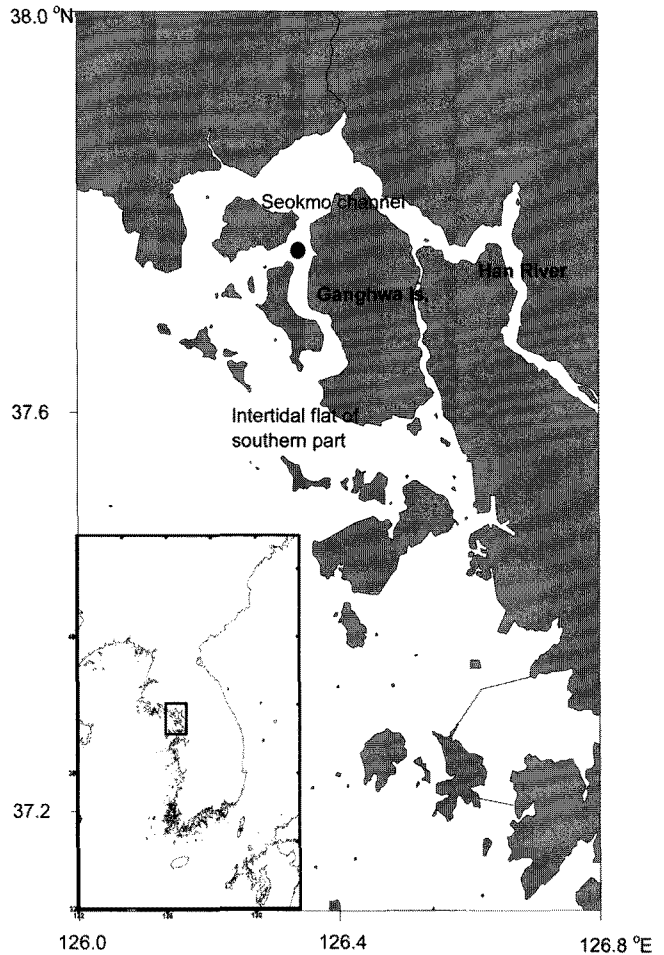 38.0 °N
Seokmo channel
Han River
Ganghwa Is.
37.6
Intertidal flat of
southern part
37.2
126.0
126.4
126.8 °E